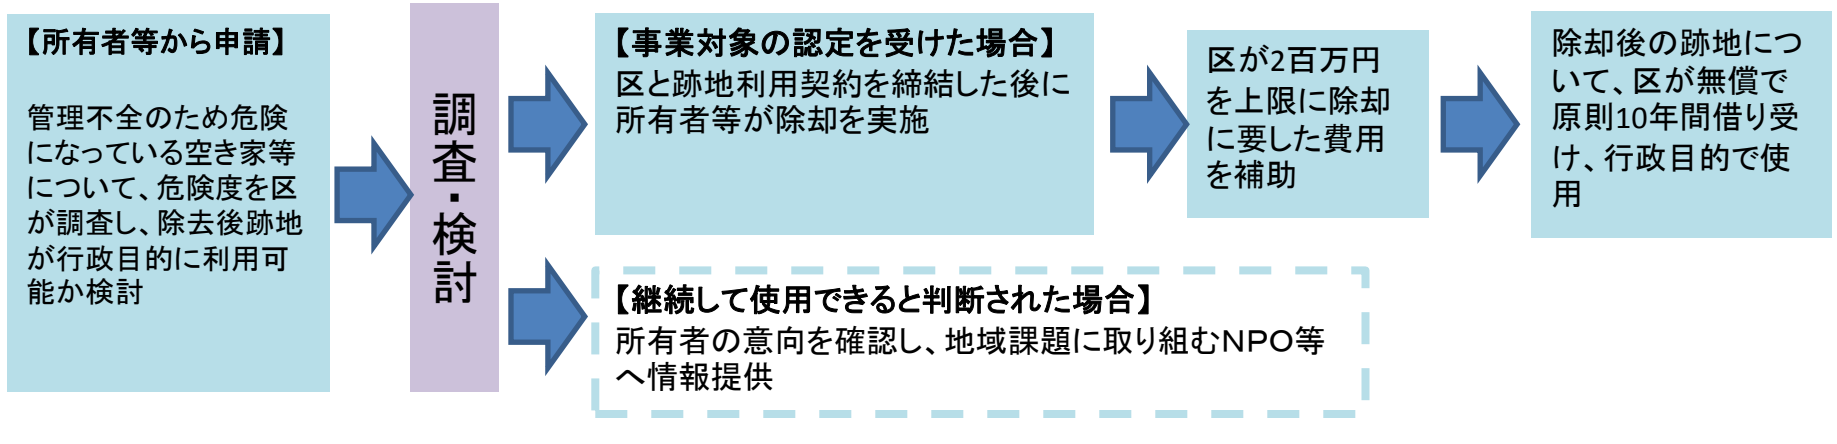 【所有者等から申請】
管理不全のため危険
になっている空き家等
について、危険度を区
が調査し、除去後跡地
が行政目的に利用可
能か検討
調査・検討
【事業対象の認定を受けた場合】
区と跡地利用契約を締結した後に
所有者等が除却を実施
区が2百万円
を上限に除却
に要した費用
を補助
除却後の跡地につ
いて、区が無償で
原則10年間借り受
け、行政目的で使
用
【継続して使用できると判断された場合】
所有者の意向を確認し、地域課題に取り組むNPO等
へ情報提供